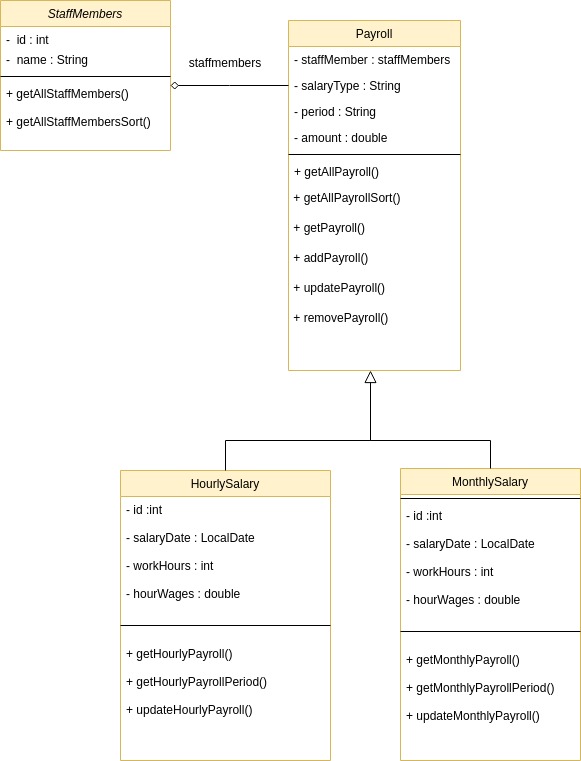 StaffMembers
- id : int
- name : String
+ getAllStaffMembers()
+ getAllStaffMembersSort()
staffmembers
Payroll
- staffMember : staffMembers
- salaryType : String
- period : String
- amount : double
+ getAllPayroll()
+ getAllPayrollSort()
+ getPayroll()
+ addPayroll()
+ updatePayroll()
+ removePayroll()
HourlySalary
- id :int
- salaryDate : LocalDate
- workHours : int
- hourWages : double
+ getHourlyPayroll()
+ getHourlyPayrollPeriod()
+ updateHourlyPayroll()
MonthlySalary
- id :int
- salaryDate : LocalDate
- workHours : int
- hourWages : double
+ getMonthlyPayroll()
+ getMonthlyPayrollPeriod()
+ updateMonthlyPayroll()